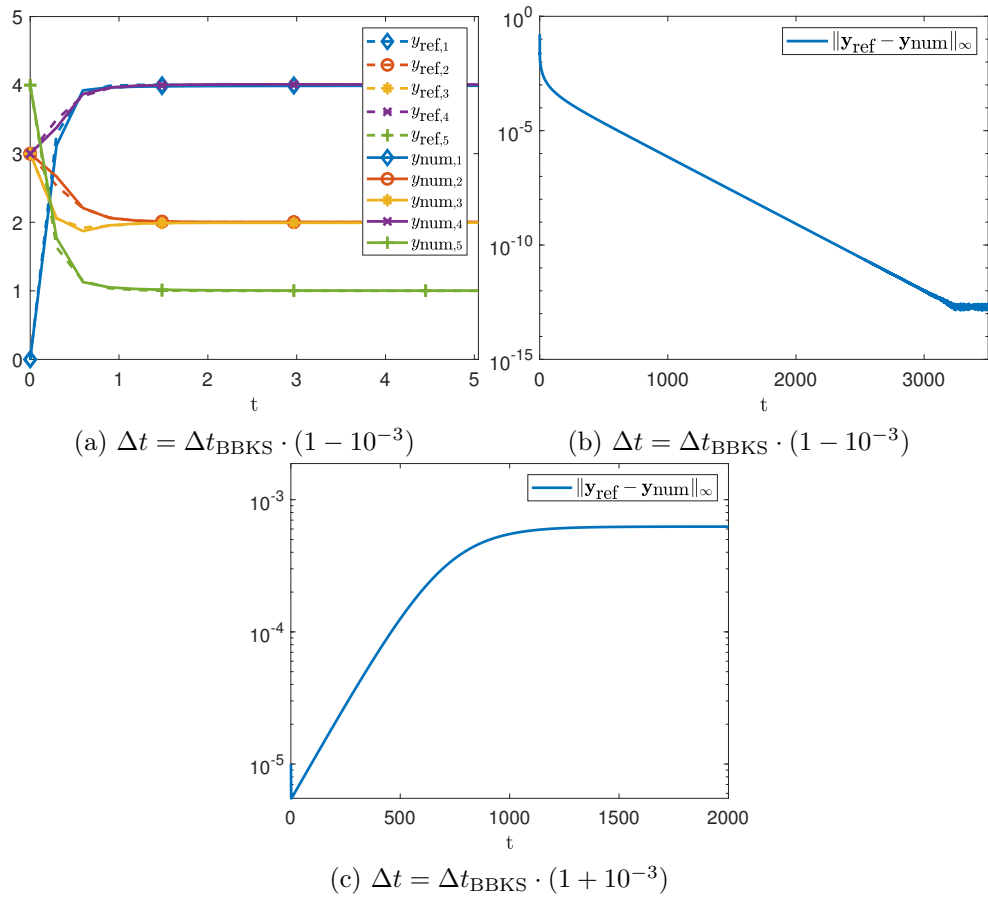 5
4
3
2
1
0
0
1
2
3
4
5
t
y_ref,1
y_ref,2
y_ref,3
y_ref,4
y_ref,5
y_num,1
y_num,2
y_num,3
y_num,4
y_num,5
(a) Δt = Δt_BBKS · (1 − 10^−3)
10^0
10^-5
10^-10
10^-15
0
1000
2000
3000
t
‖y_ref − y_num‖_∞
(b) Δt = Δt_BBKS · (1 − 10^−3)
10^-3
10^-4
10^-5
0
500
1000
1500
2000
t
‖y_ref − y_num‖_∞
(c) Δt = Δt_BBKS · (1 + 10^−3)